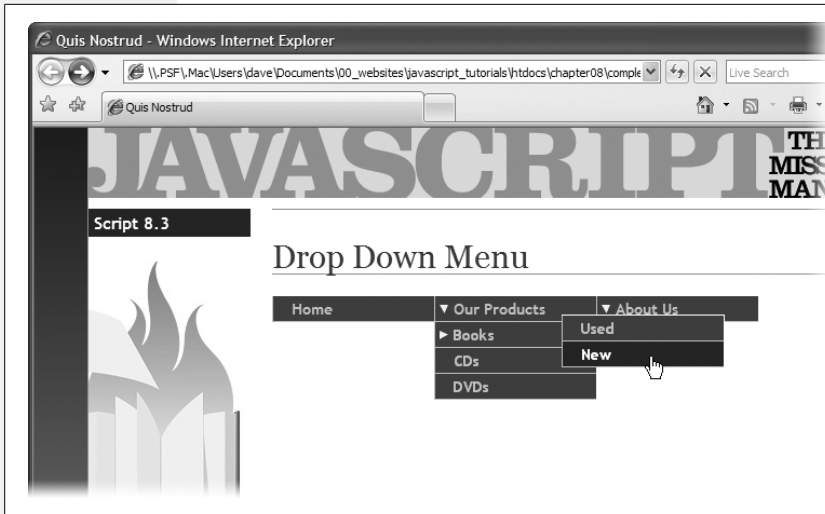 Quis Nostrud - Windows Internet Explorer
\\.PSF\.Mac\Users\dave\Documents\00_websites\javascript_tutorials\htdocs\chapter08\comple
Live Search
Quis Nostrud
JAVASCRIPT
TH
MISS
MAN
Script 8.3
Drop Down Menu
Home
Our Products
About Us
Books
Used
CDs
New
DVDs